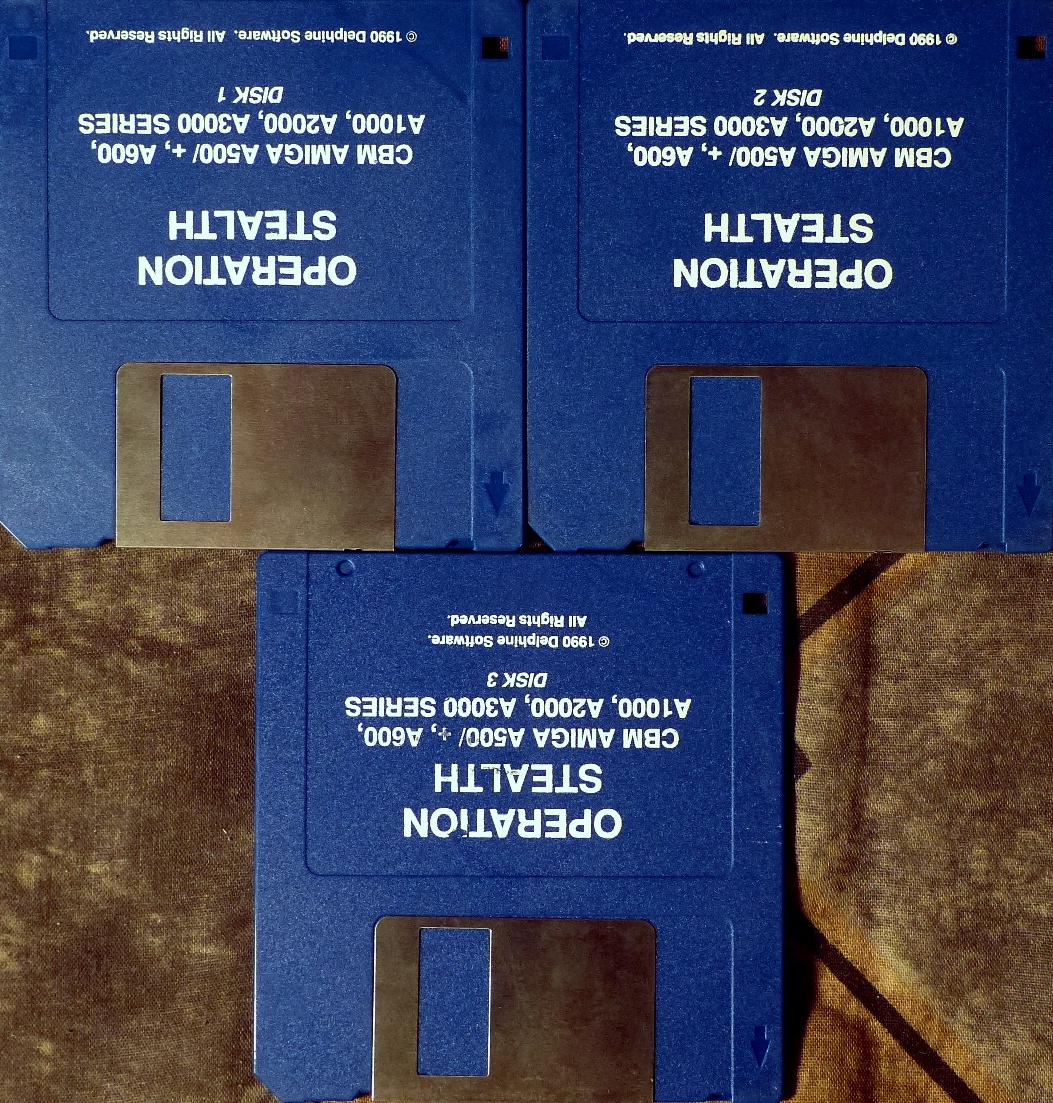 OPERATION
STEALTH
CBM AMIGA A500/ +, A600,
A1000, A2000, A3000 SERIES
DISK 1
© 1990 Delphine Software. All Rights Reserved.
OPERATION
STEALTH
CBM AMIGA A500/ +, A600,
A1000, A2000, A3000 SERIES
DISK 2
© 1990 Delphine Software. All Rights Reserved.
OPERATION
STEALTH
CBM AMIGA A500/ +, A600,
A1000, A2000, A3000 SERIES
DISK 3
© 1990 Delphine Software.
All Rights Reserved.